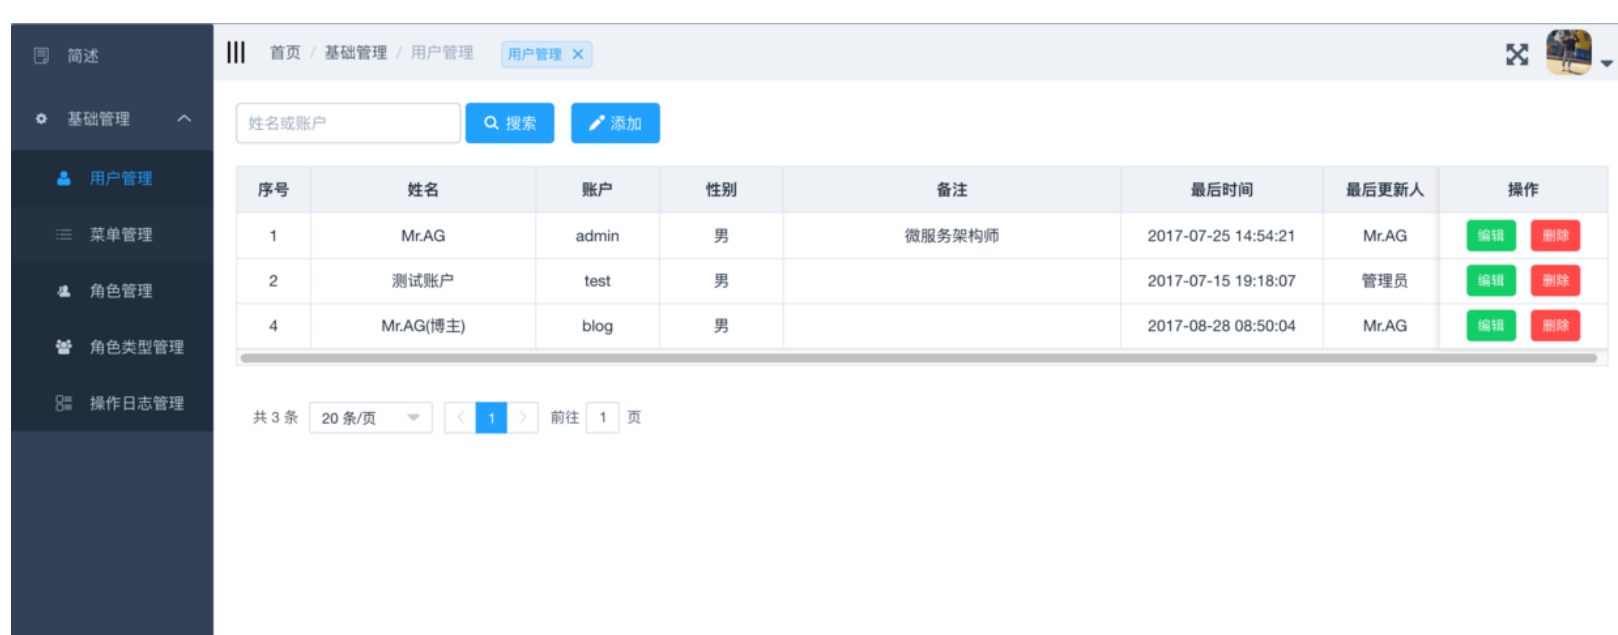 简述
基础管理
用户管理
菜单管理
角色管理
角色类型管理
操作日志管理
首页 / 基础管理 / 用户管理 用户管理 ×
姓名或账户 搜索 添加
序号 姓名 账户 性别 备注 最后时间 最后更新人 操作
1 Mr.AG admin 男 微服务架构师 2017-07-25 14:54:21 Mr.AG 编辑 删除
2 测试账户 test 男 2017-07-15 19:18:07 管理员 编辑 删除
4 Mr.AG(博主) blog 男 2017-08-28 08:50:04 Mr.AG 编辑 删除
共 3 条 20 条/页 < 1 > 前往 1 页